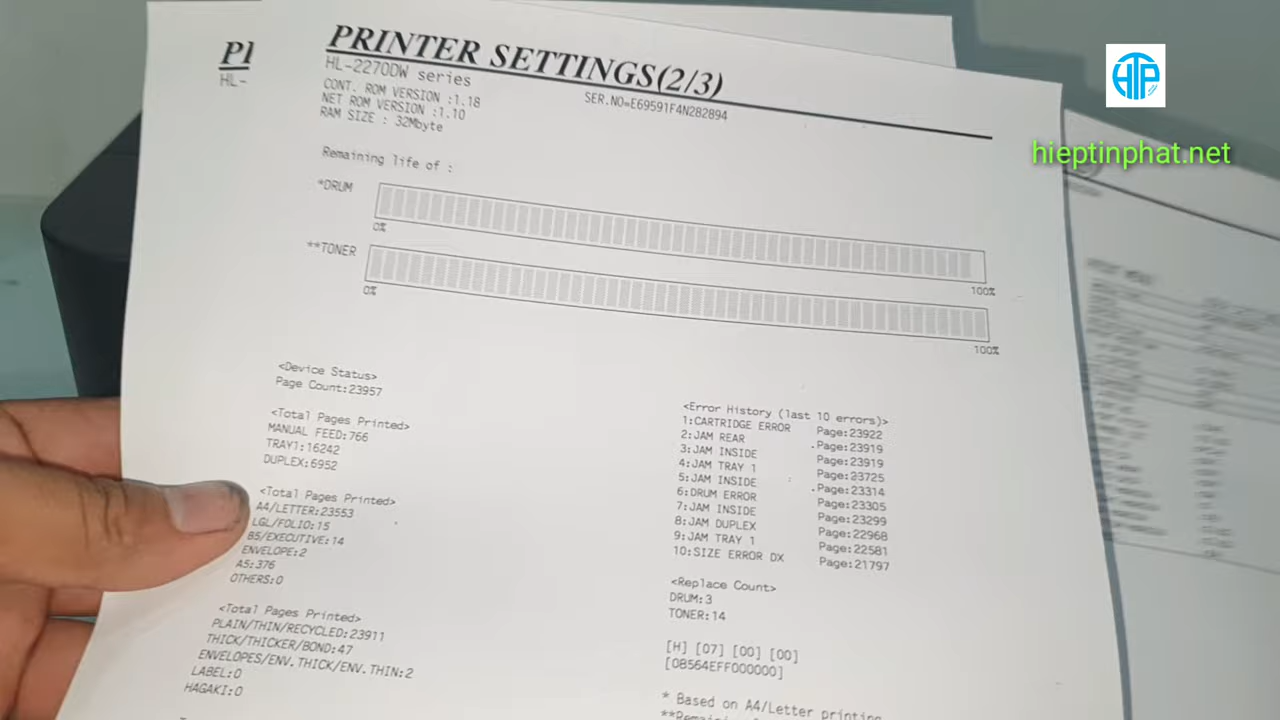 PRINTER SETTINGS(2/3)
HL-2270DW series
CONT. ROM VERSION :1.18
NET ROM VERSION :1.10
RAM SIZE : 32Mbyte
SER.NO=E69591F4N282894
HTP
hieptinphat.net
HL-
Remaining life of :
*DRUM
0%
100%
**TONER
0%
100%
<Device Status>
Page Count:23957
<Total Pages Printed>
MANUAL FEED:766
TRAY1:16242
DUPLEX:6952
<Total Pages Printed>
A4/LETTER:23553
LGL/FOLIO:15
B5/EXECUTIVE:14
ENVELOPE:2
A5:376
OTHERS:0
<Total Pages Printed>
PLAIN/THIN/RECYCLED:23911
THICK/THICKER/BOND:47
ENVELOPES/ENV.THICK/ENV.THIN:2
LABEL:0
HAGAKI:0
<Error History (last 10 errors)>
1:CARTRIDGE ERROR Page:23922
2:JAM REAR Page:23919
3:JAM INSIDE Page:23919
4:JAM TRAY 1 Page:23725
5:JAM INSIDE Page:23314
6:DRUM ERROR Page:23305
7:JAM INSIDE Page:23299
8:JAM DUPLEX Page:22968
9:JAM TRAY 1 Page:22581
10:SIZE ERROR DX Page:21797
<Replace Count>
DRUM:3
TONER:14
[H] [07] [00] [00]
[08564EFF000000]
* Based on A4/Letter printing